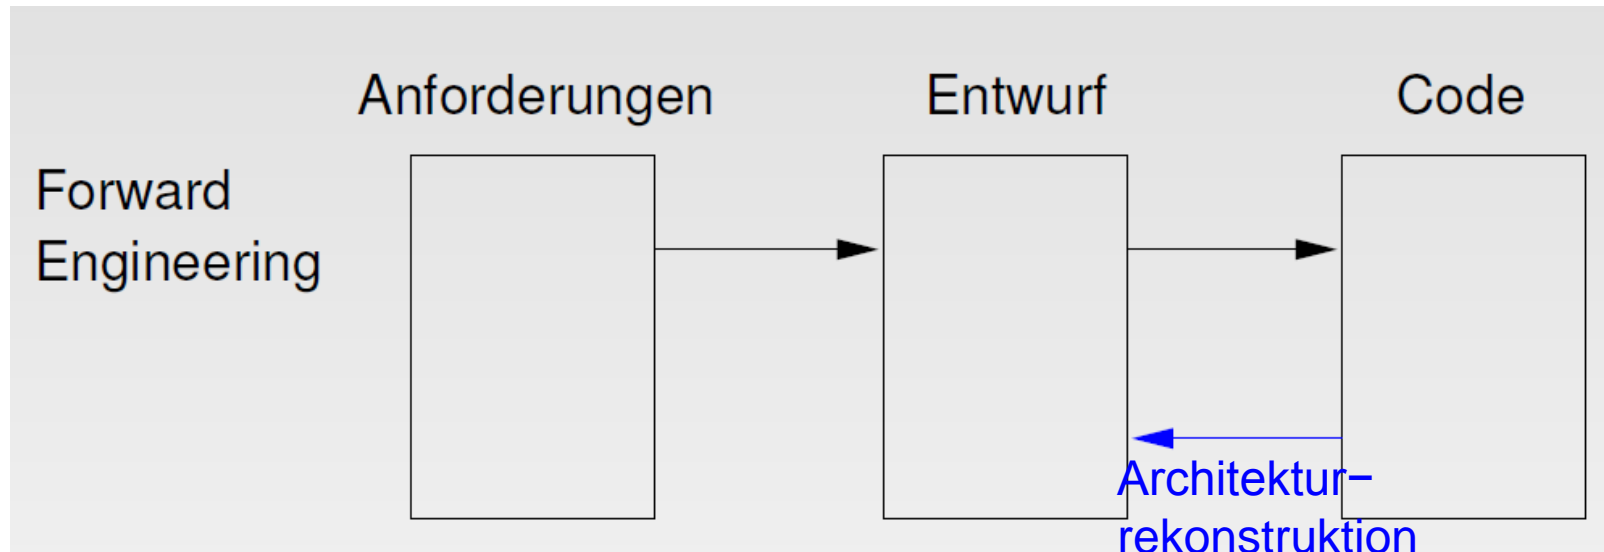 Anforderungen Entwurf Code
Forward
Engineering
Architektur−
rekonstruktion